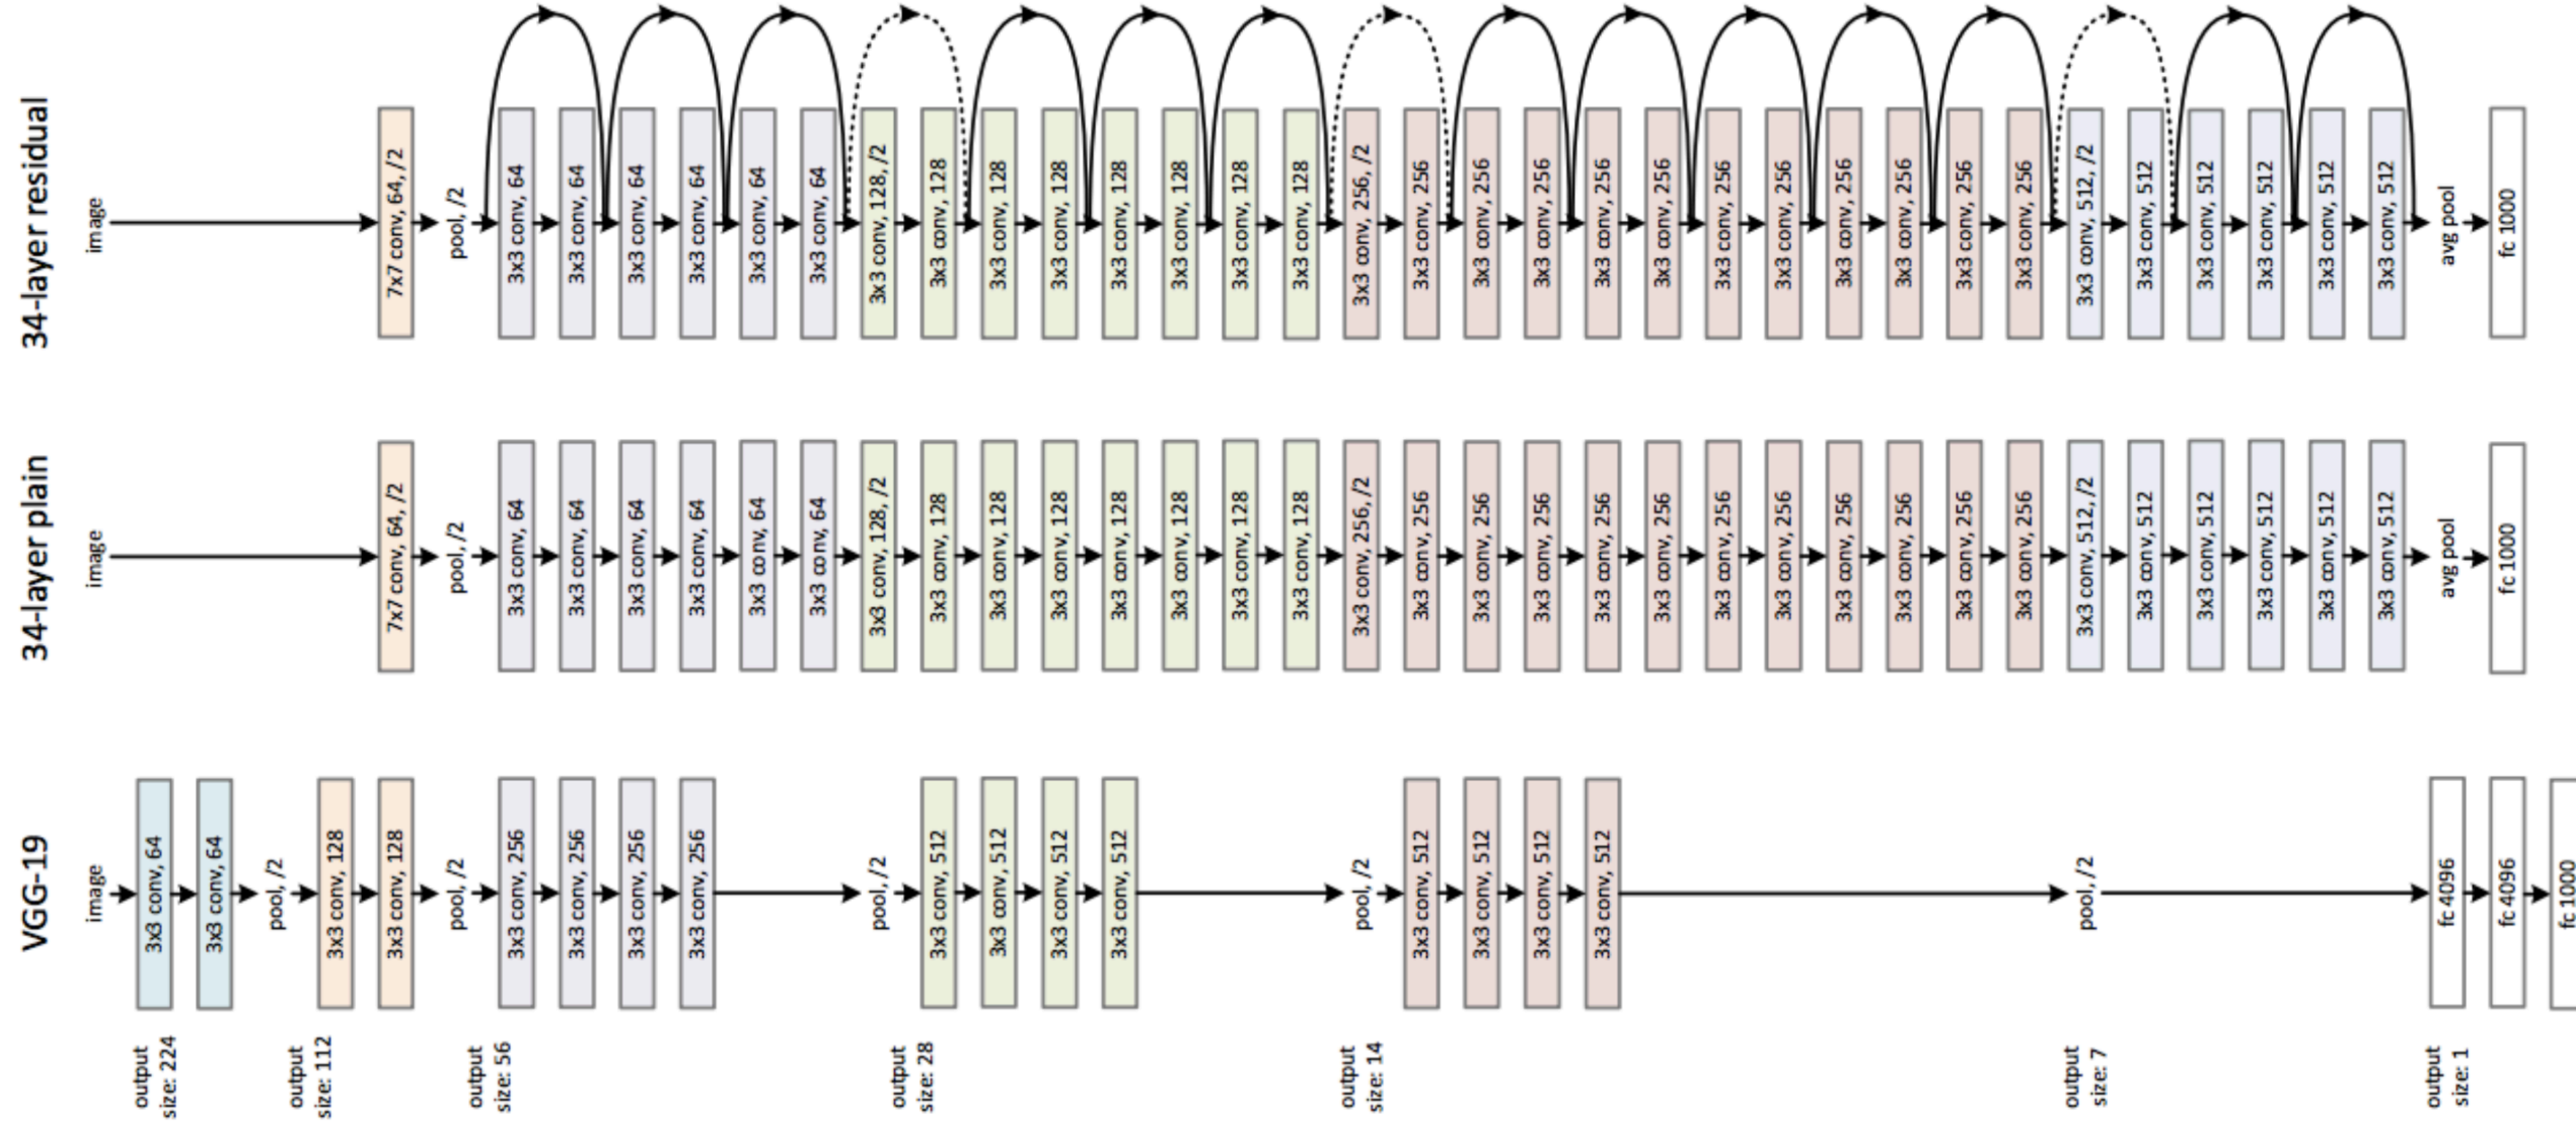 output
size: 224
output
size: 112
output
size: 56
output
size: 28
output
size: 14
output
size: 7
output
size: 1
VGG-19
image
3x3 conv, 64
3x3 conv, 64
pool, /2
3x3 conv, 128
3x3 conv, 128
pool, /2
3x3 conv, 256
3x3 conv, 256
3x3 conv, 256
3x3 conv, 256
pool, /2
3x3 conv, 512
3x3 conv, 512
3x3 conv, 512
3x3 conv, 512
pool, /2
3x3 conv, 512
3x3 conv, 512
3x3 conv, 512
3x3 conv, 512
pool, /2
fc 4096
fc 4096
fc 1000
34-layer plain
image
7x7 conv, 64, /2
pool, /2
3x3 conv, 64
3x3 conv, 64
3x3 conv, 64
3x3 conv, 64
3x3 conv, 64
3x3 conv, 64
3x3 conv, 128, /2
3x3 conv, 128
3x3 conv, 128
3x3 conv, 128
3x3 conv, 128
3x3 conv, 128
3x3 conv, 128
3x3 conv, 128
3x3 conv, 256, /2
3x3 conv, 256
3x3 conv, 256
3x3 conv, 256
3x3 conv, 256
3x3 conv, 256
3x3 conv, 256
3x3 conv, 256
3x3 conv, 256
3x3 conv, 256
3x3 conv, 256
3x3 conv, 256
3x3 conv, 512, /2
3x3 conv, 512
3x3 conv, 512
3x3 conv, 512
3x3 conv, 512
3x3 conv, 512
avg pool
fc 1000
34-layer residual
image
7x7 conv, 64, /2
pool, /2
3x3 conv, 64
3x3 conv, 64
3x3 conv, 64
3x3 conv, 64
3x3 conv, 64
3x3 conv, 64
3x3 conv, 128, /2
3x3 conv, 128
3x3 conv, 128
3x3 conv, 128
3x3 conv, 128
3x3 conv, 128
3x3 conv, 128
3x3 conv, 128
3x3 conv, 256, /2
3x3 conv, 256
3x3 conv, 256
3x3 conv, 256
3x3 conv, 256
3x3 conv, 256
3x3 conv, 256
3x3 conv, 256
3x3 conv, 256
3x3 conv, 256
3x3 conv, 256
3x3 conv, 256
3x3 conv, 512, /2
3x3 conv, 512
3x3 conv, 512
3x3 conv, 512
3x3 conv, 512
3x3 conv, 512
avg pool
fc 1000